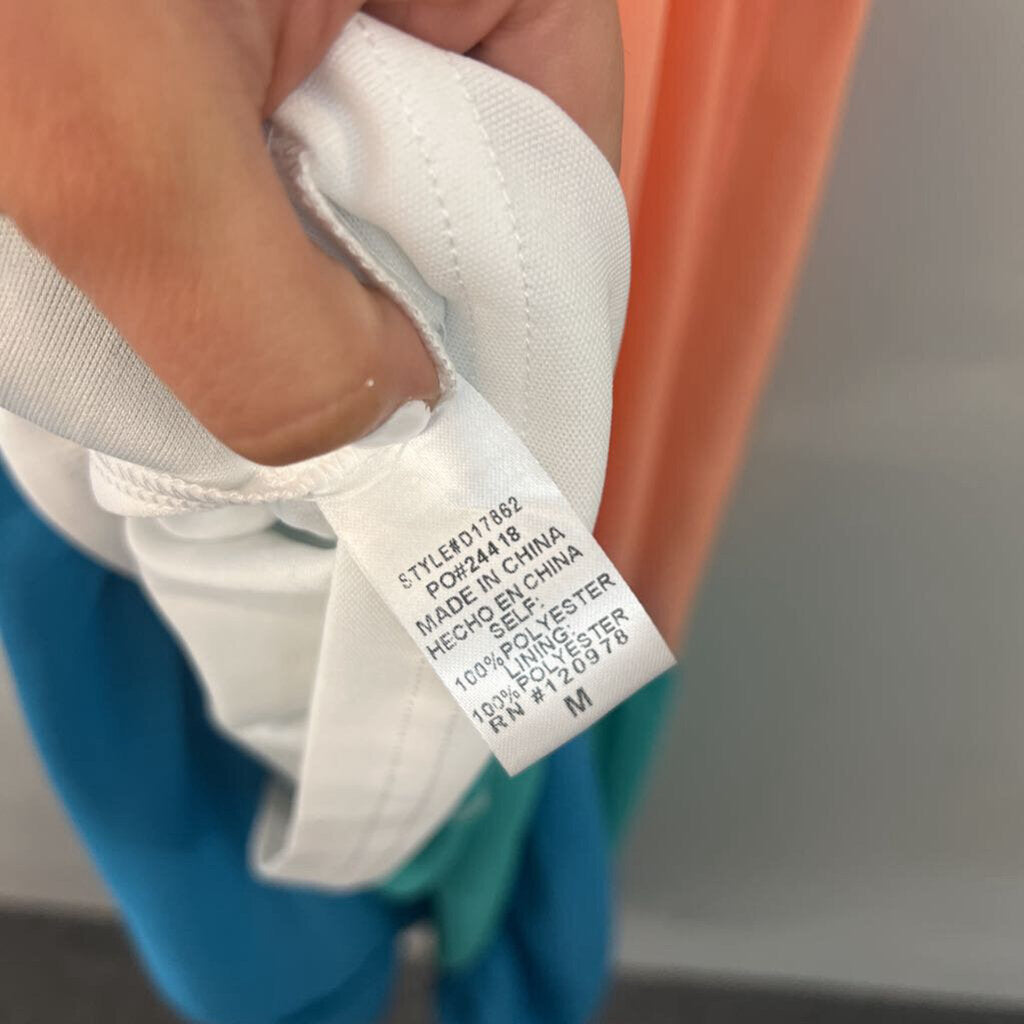 STYLE#D17862
PO#24418
MADE IN CHINA
HECHO EN CHINA
SELF:
100%POLYESTER
LINING:
100%POLYESTER
RN #120978
M